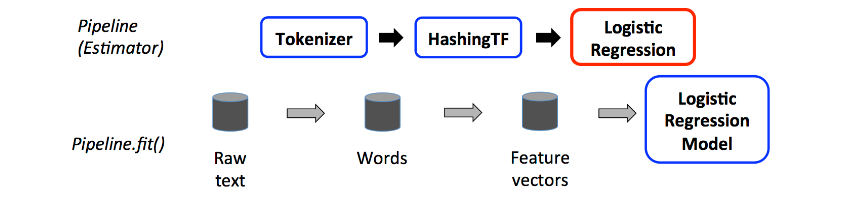 Pipeline
(Estimator)
Tokenizer
HashingTF
Logistic
Regression
Pipeline.fit()
Raw
text
Words
Feature
vectors
Logistic
Regression
Model